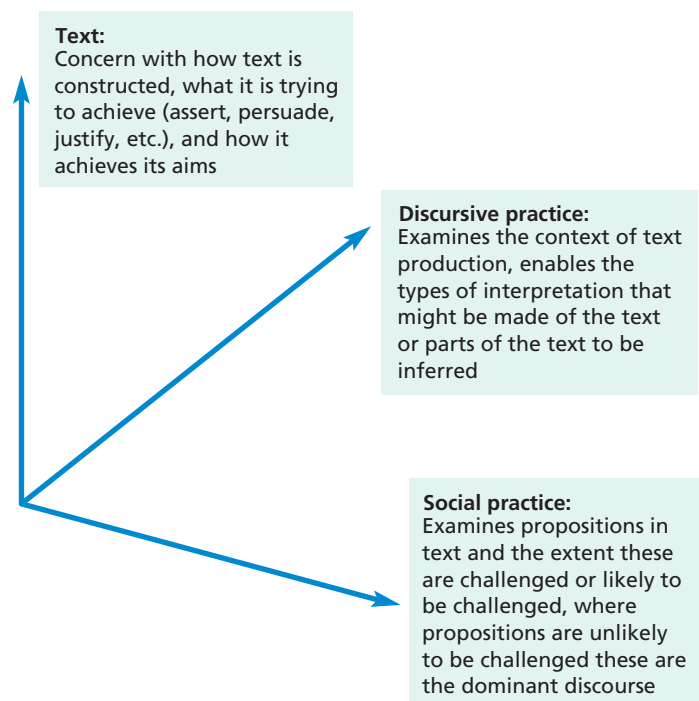 Text:
Concern with how text is
constructed, what it is trying
to achieve (assert, persuade,
justify, etc.), and how it
achieves its aims
Discursive practice:
Examines the context of text
production, enables the
types of interpretation that
might be made of the text
or parts of the text to be
inferred
Social practice:
Examines propositions in
text and the extent these
are challenged or likely to
be challenged, where
propositions are unlikely
to be challenged these are
the dominant discourse